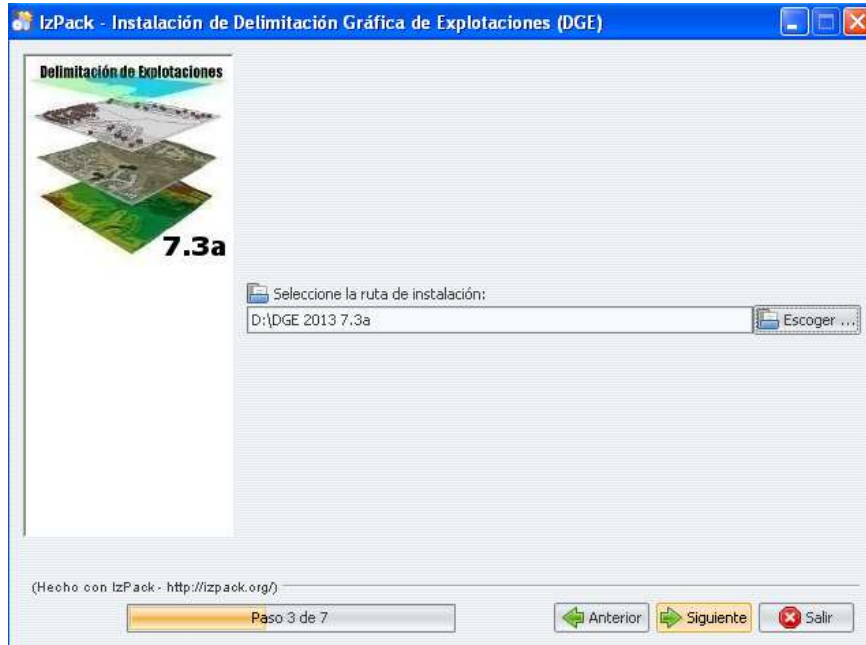 IzPack - Instalación de Delimitación Gráfica de Explotaciones (DGE)
Delimitación de Explotaciones
7.3a
Seleccione la ruta de instalación:
D:\DGE 2013 7.3a
Escoger ...
(Hecho con IzPack - http://izpack.org/)
Paso 3 de 7
Anterior
Siguiente
Salir